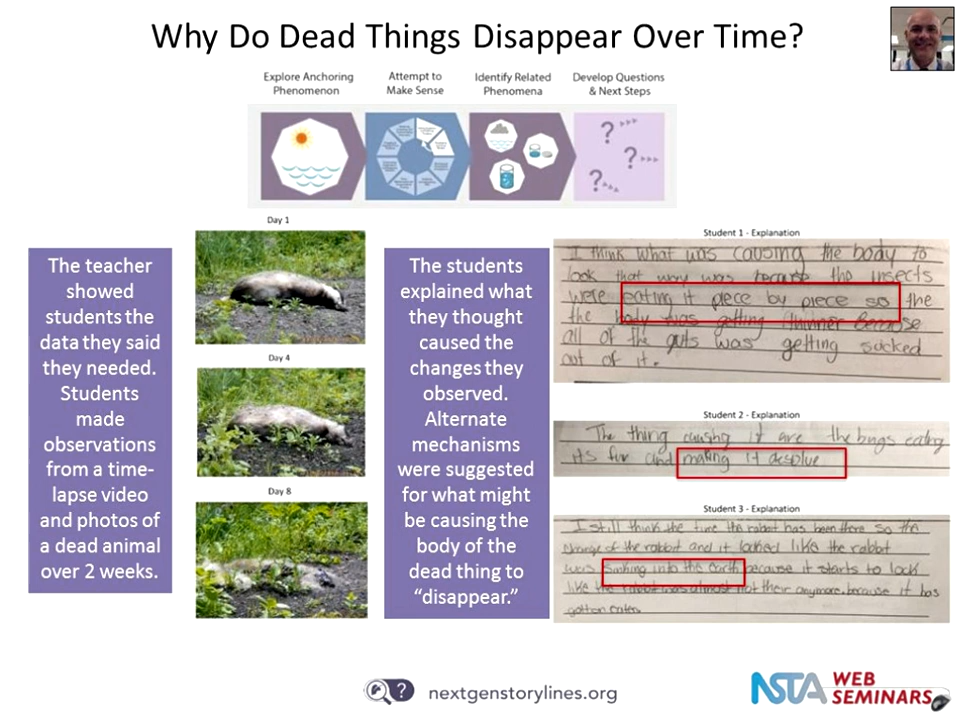 Why Do Dead Things Disappear Over Time?
Explore Anchoring
Phenomenon
Attempt to
Make Sense
Identify Related
Phenomena
Develop Questions
& Next Steps
?
?
?
The teacher
showed
students the
data they said
they needed.
Students
made
observations
from a time-
lapse video
and photos of
a dead animal
over 2 weeks.
Day 1
Day 4
Day 8
The students
explained what
they thought
caused the
changes they
observed.
Alternate
mechanisms
were suggested
for what might
be causing the
body of the
dead thing to
“disappear.”
Student 1 - Explanation
I think what was causing the body to
look that way was because the insects
were eating it piece by piece so the
the body was getting thinner because
all of the guts was getting sucked
out of it.
Student 2 - Explanation
The thing causing it are the bugs eating
its fur and making it desolve
Student 3 - Explanation
I still think the time the rabbit has been there so the
change of the rabbit and it looked like the rabbit
was sinking into the earth because it starts to look
like the rabbit was almost not their anymore, because it has
gotton eaten
?
nextgenstorylines.org
NSTA WEB
SEMINARS